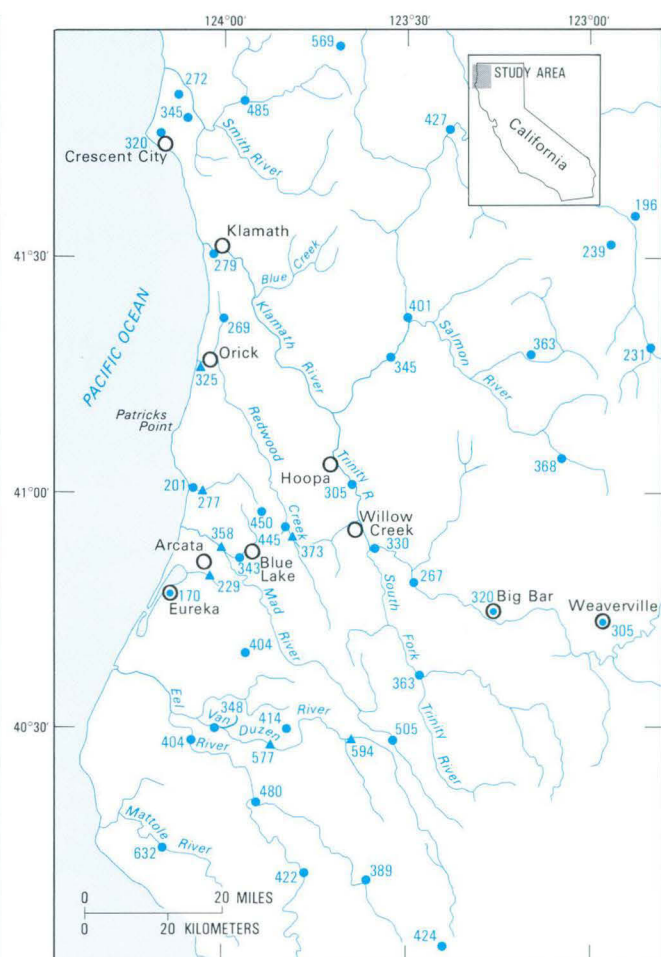 124°00'
123°30'
123°00'
569
272
345
485
STUDY AREA
California
320
Crescent City
Smith River
427
196
239
Klamath
41°30'
279
Blue Creek
269
401
Klamath River
Salmon River
363
231
345
PACIFIC OCEAN
Orick
325
Patricks
Point
Redwood Creek
368
Hoopa
Trinity R
305
41°00'
201
277
450
Willow
Creek
445
358
373
330
Arcata
343
Blue
Lake
229
267
170
Eureka
Mad River
South Fork Trinity River
320
Big Bar
Weaverville
305
404
363
Eel River
348
Van Duzen River
414
505
40°30'
404
577
594
480
Mattole River
632
422
389
0 20 MILES
0 20 KILOMETERS
424